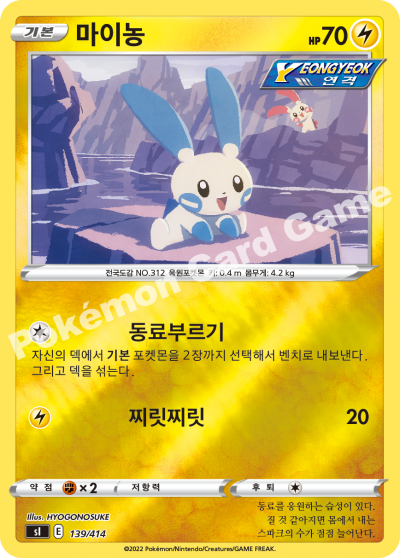 기본 마이농 HP 70
YEONGYEOK
연격
전국도감 NO.312 응원포켓몬 키: 0.4 m 몸무게: 4.2 kg
동료부르기
자신의 덱에서 기본 포켓몬을 2장까지 선택해서 벤치로 내보낸다.
그리고 덱을 섞는다.
찌릿찌릿 20
약점 ×2 저항력 후퇴
Illus. HYOGONOSUKE
sI E 139/414
동료를 응원하는 습성이 있다.
질 것 같아지면 몸에서 나오는
스파크의 수가 점점 늘어난다.
©2022 Pokémon/Nintendo/Creatures/GAME FREAK.
Pokémon Card Game